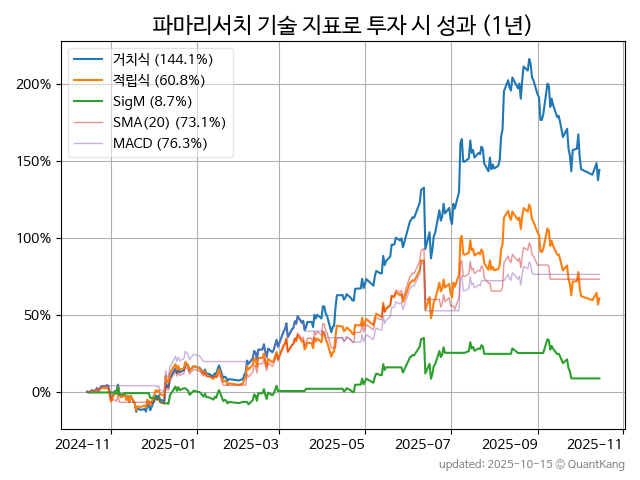 파마리서치 기술 지표로 투자 시 성과 (1년)
거치식 (144.1%)
적립식 (60.8%)
SigM (8.7%)
SMA(20) (73.1%)
MACD (76.3%)
200%
150%
100%
50%
0%
2024-11 2025-01 2025-03 2025-05 2025-07 2025-09 2025-11
updated: 2025-10-15 © QuantKang